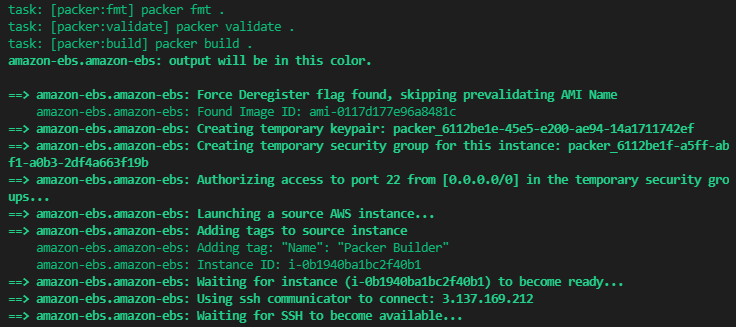 task: [packer:fmt] packer fmt .
task: [packer:validate] packer validate .
task: [packer:build] packer build .
amazon-ebs.amazon-ebs: output will be in this color.

==> amazon-ebs.amazon-ebs: Force Deregister flag found, skipping prevalidating AMI Name
    amazon-ebs.amazon-ebs: Found Image ID: ami-0117d177e96a8481c
==> amazon-ebs.amazon-ebs: Creating temporary keypair: packer_6112be1e-45e5-e200-ae94-14a1711742ef
==> amazon-ebs.amazon-ebs: Creating temporary security group for this instance: packer_6112be1f-a5ff-ab
f1-a0b3-2df4a663f19b
==> amazon-ebs.amazon-ebs: Authorizing access to port 22 from [0.0.0.0/0] in the temporary security gro
ups...
==> amazon-ebs.amazon-ebs: Launching a source AWS instance...
==> amazon-ebs.amazon-ebs: Adding tags to source instance
    amazon-ebs.amazon-ebs: Adding tag: "Name": "Packer Builder"
    amazon-ebs.amazon-ebs: Instance ID: i-0b1940ba1bc2f40b1
==> amazon-ebs.amazon-ebs: Waiting for instance (i-0b1940ba1bc2f40b1) to become ready...
==> amazon-ebs.amazon-ebs: Using ssh communicator to connect: 3.137.169.212
==> amazon-ebs.amazon-ebs: Waiting for SSH to become available...